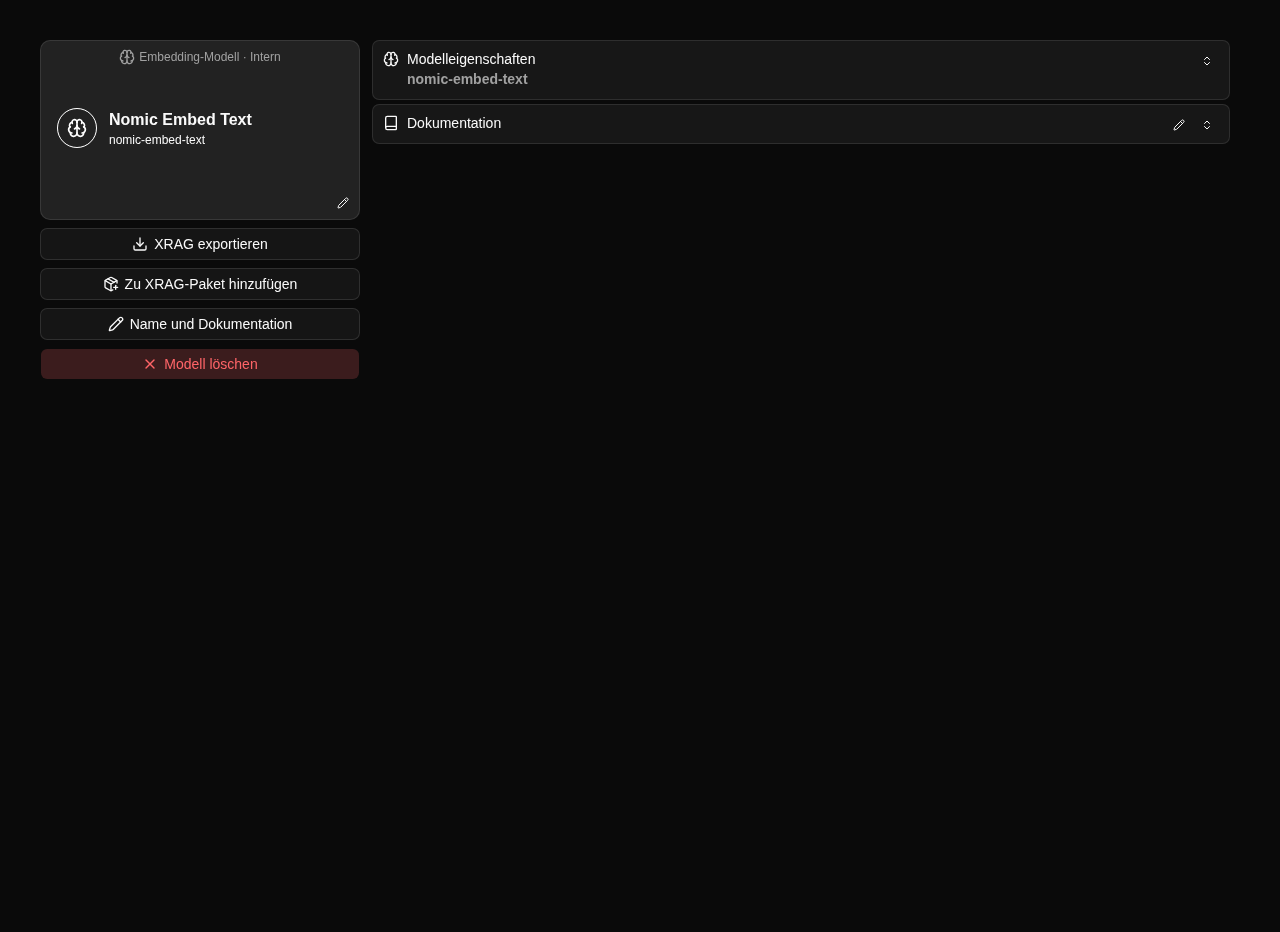 Embedding-Modell · Intern
Nomic Embed Text
nomic-embed-text
XRAG exportieren
Zu XRAG-Paket hinzufügen
Name und Dokumentation
Modell löschen
Modelleigenschaften
nomic-embed-text
Dokumentation